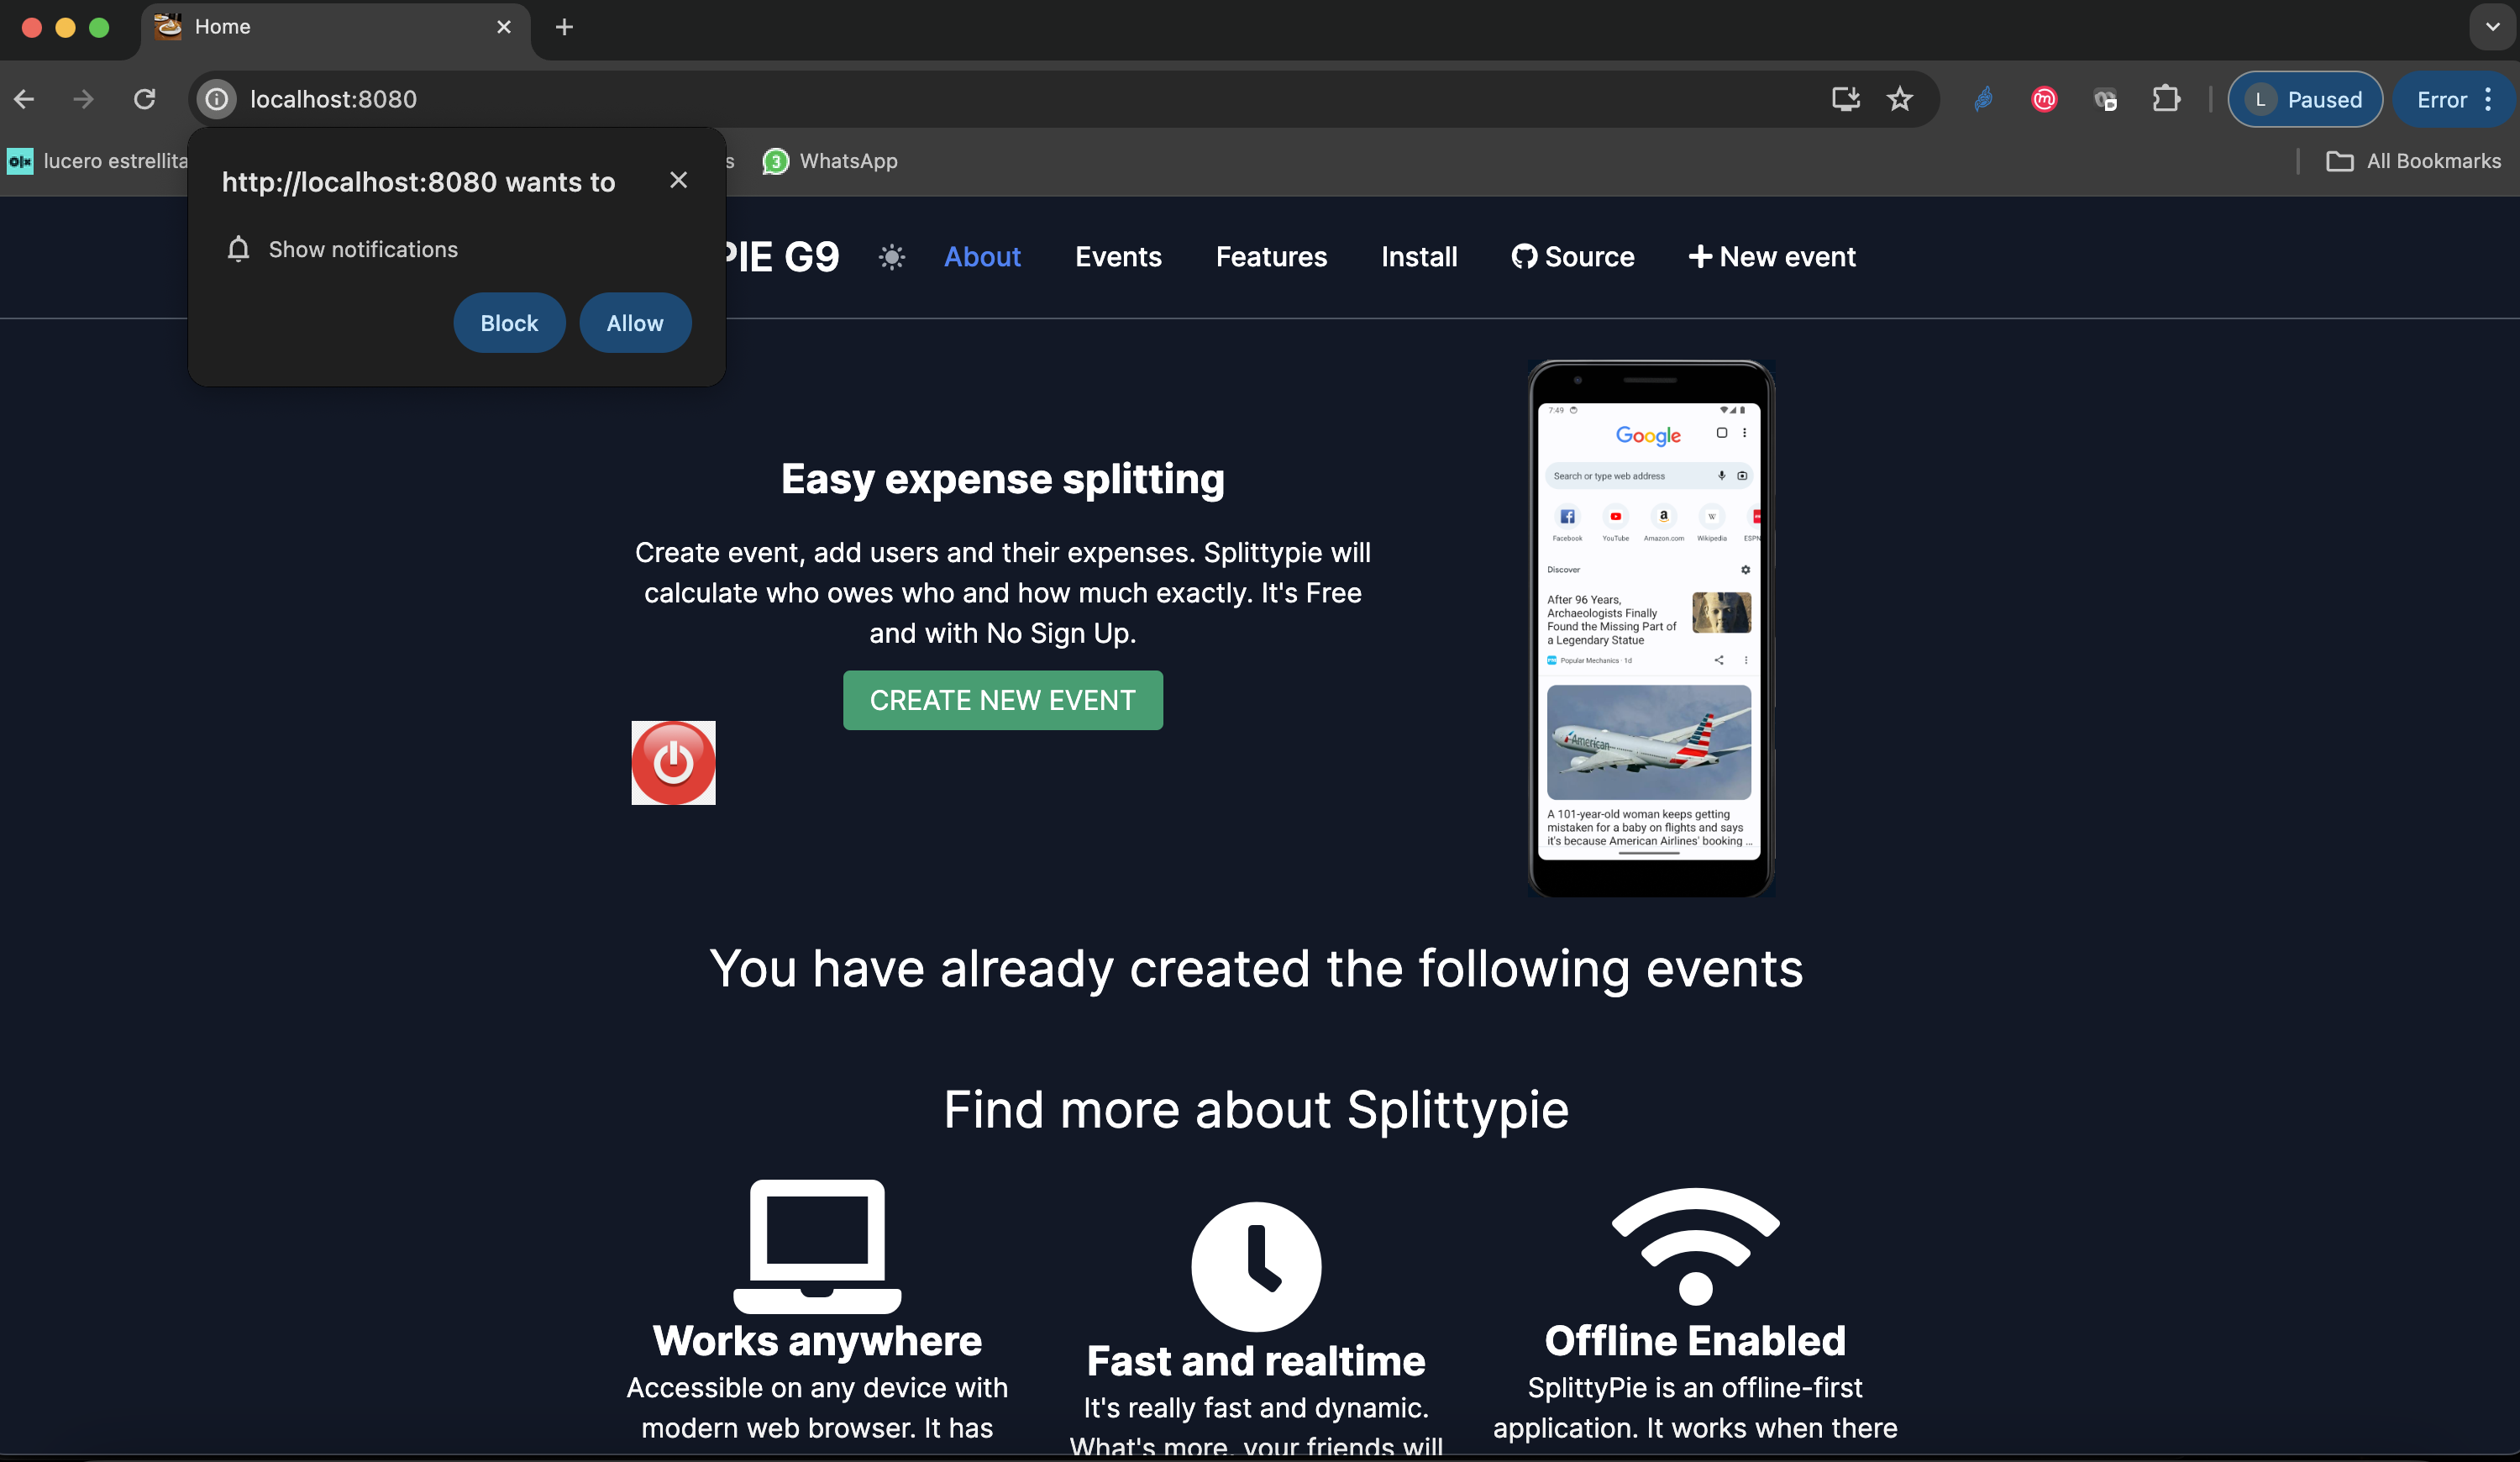 Home
localhost:8080
L Paused
Error
olx lucero estrellita
s
3 WhatsApp
All Bookmarks
http://localhost:8080 wants to
Show notifications
Block
Allow
PIE G9
About
Events
Features
Install
Source
New event
Easy expense splitting
Create event, add users and their expenses. Splittypie will
calculate who owes who and how much exactly. It's Free
and with No Sign Up.
CREATE NEW EVENT
7:49
Google
Search or type web address
Facebook
YouTube
Amazon.com
Wikipedia
ESPN
Discover
After 96 Years,
Archaeologists Finally
Found the Missing Part of
a Legendary Statue
Popular Mechanics · 1d
American
A 101-year-old woman keeps getting
mistaken for a baby on flights and says
it's because American Airlines' booking ...
You have already created the following events
Find more about Splittypie
Works anywhere
Accessible on any device with
modern web browser. It has
Fast and realtime
It's really fast and dynamic.
What's more, your friends will
Offline Enabled
SplittyPie is an offline-first
application. It works when there